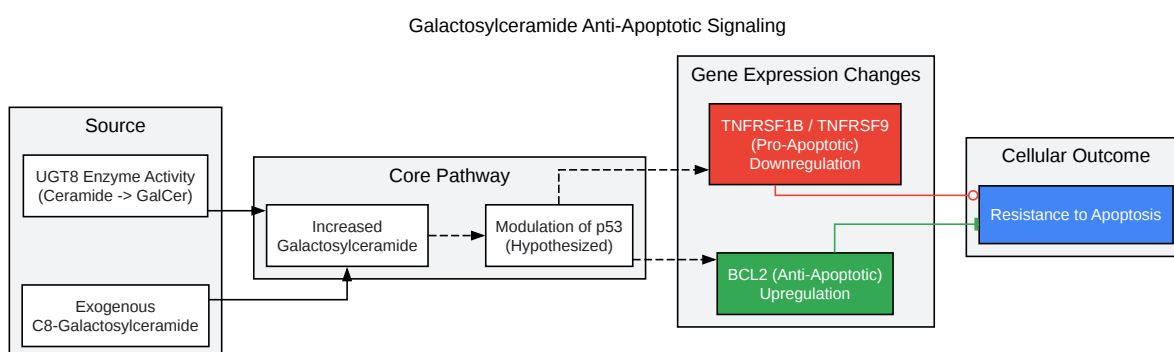 Galactosylceramide Anti-Apoptotic Signaling
Source
UGT8 Enzyme Activity
(Ceramide -> GalCer)
Exogenous
C8-Galactosylceramide
Core Pathway
Increased
Galactosylceramide
Modulation of p53
(Hypothesized)
Gene Expression Changes
TNFRSF1B / TNFRSF9
(Pro-Apoptotic)
Downregulation
BCL2 (Anti-Apoptotic)
Upregulation
Cellular Outcome
Resistance to Apoptosis